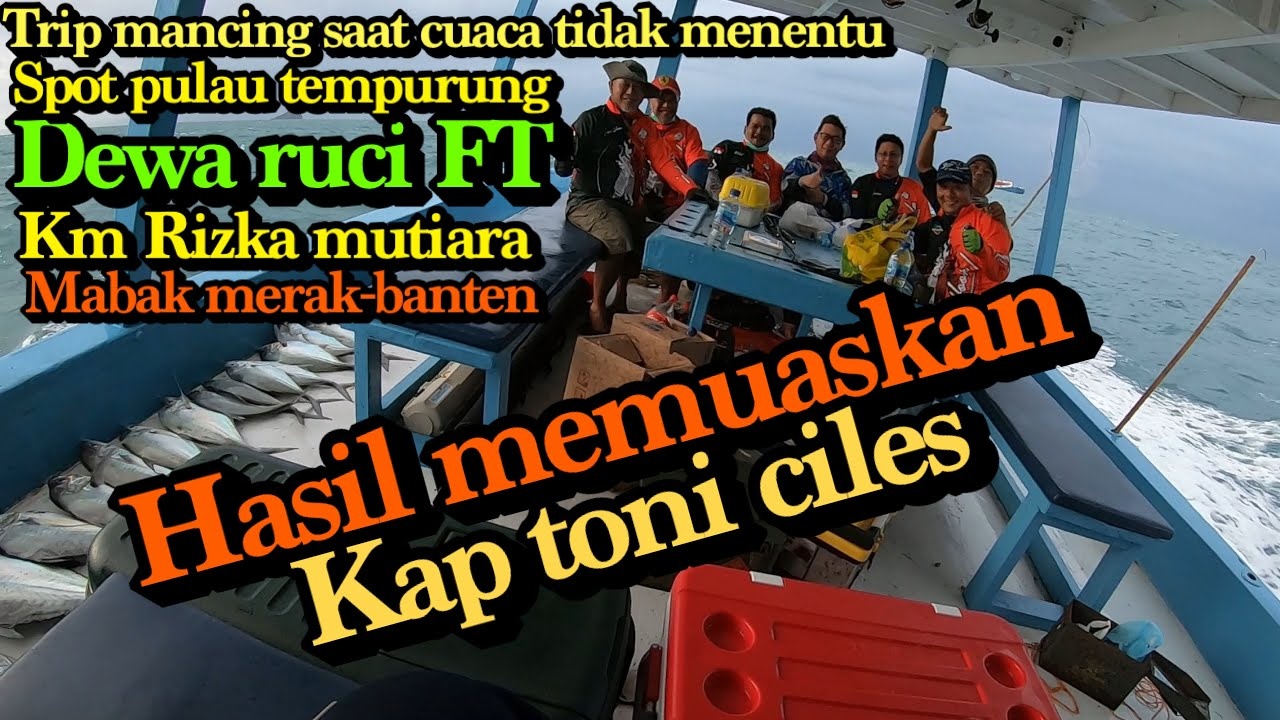 Trip mancing saat cuaca tidak menentu
Spot pulau tempurung
Dewa ruci FT
Km Rizka mutiara
Mabak merak-banten
Hasil memuaskan
Kap toni ciles